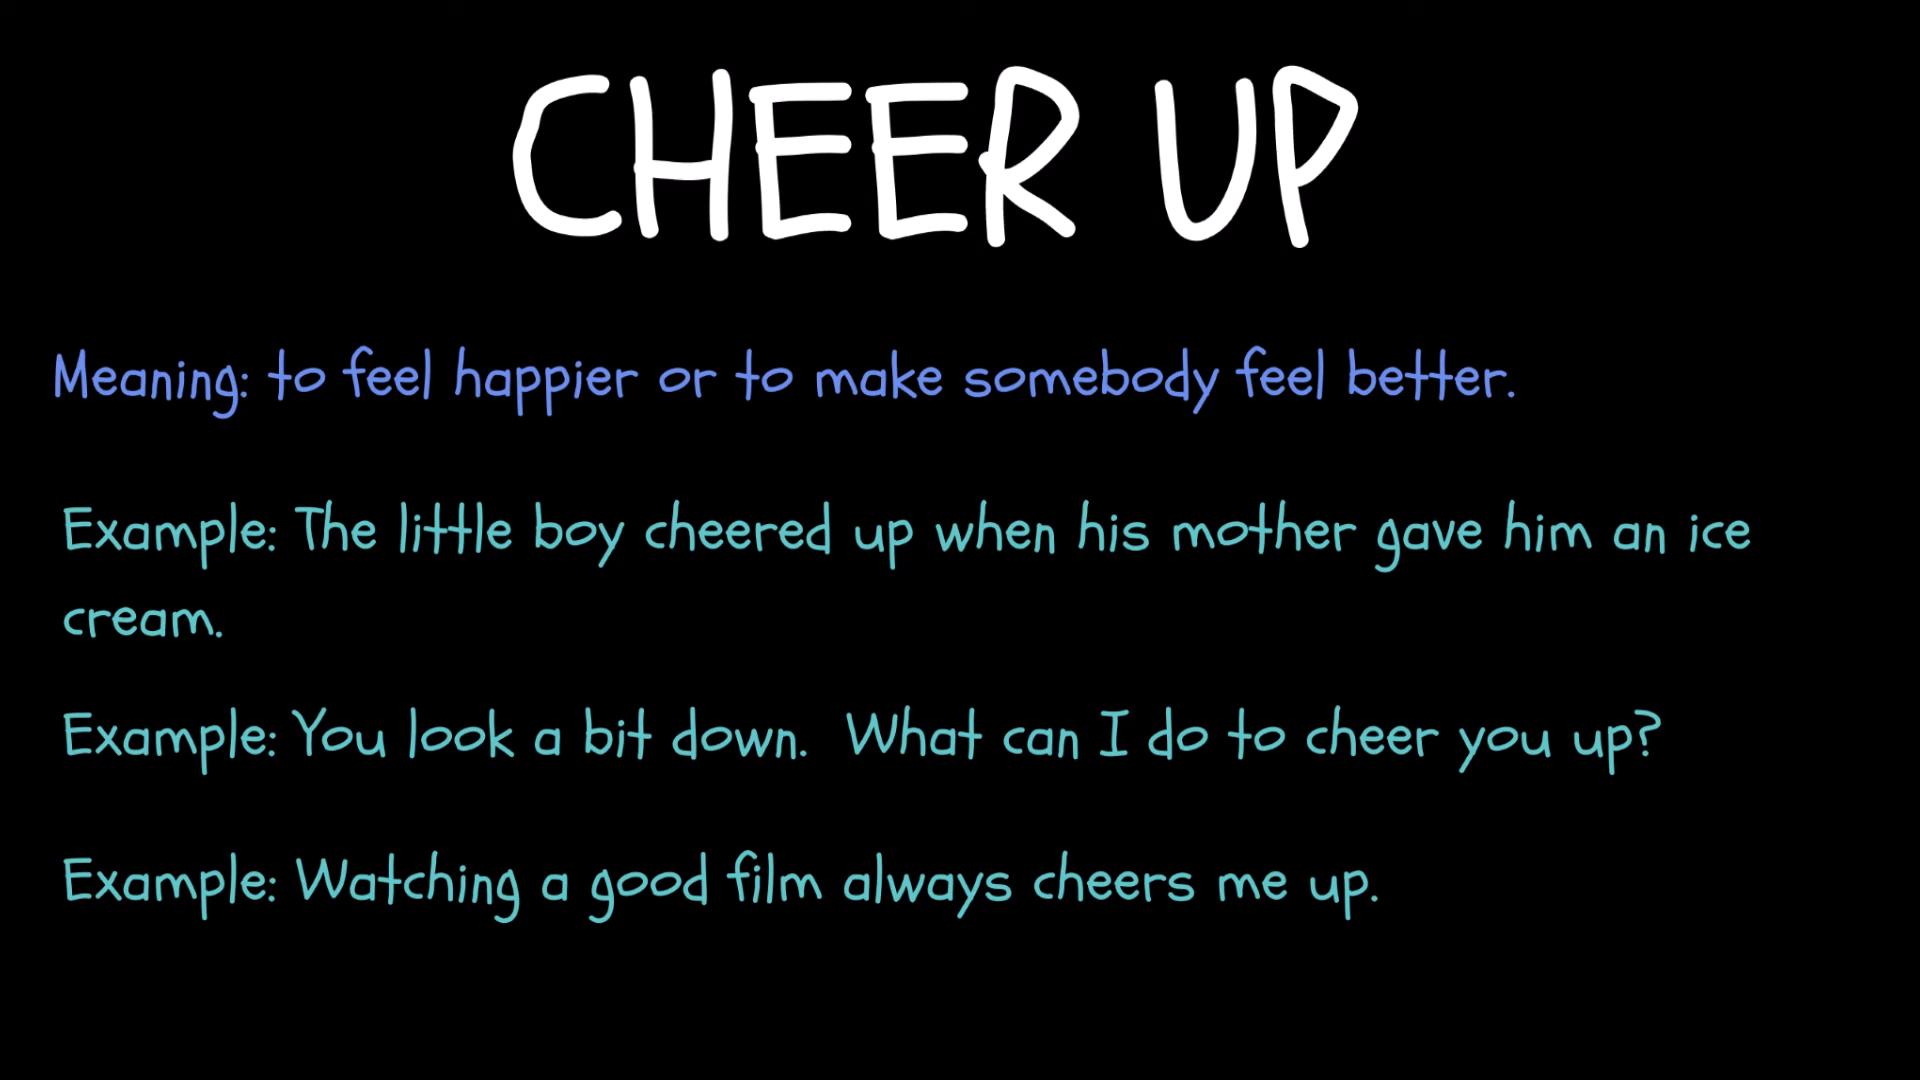 CHEER UP
Meaning: to feel happier or to make somebody feel better.
Example: The little boy cheered up when his mother gave him an ice
cream.
Example: You look a bit down.  What can I do to cheer you up?
Example: Watching a good film always cheers me up.